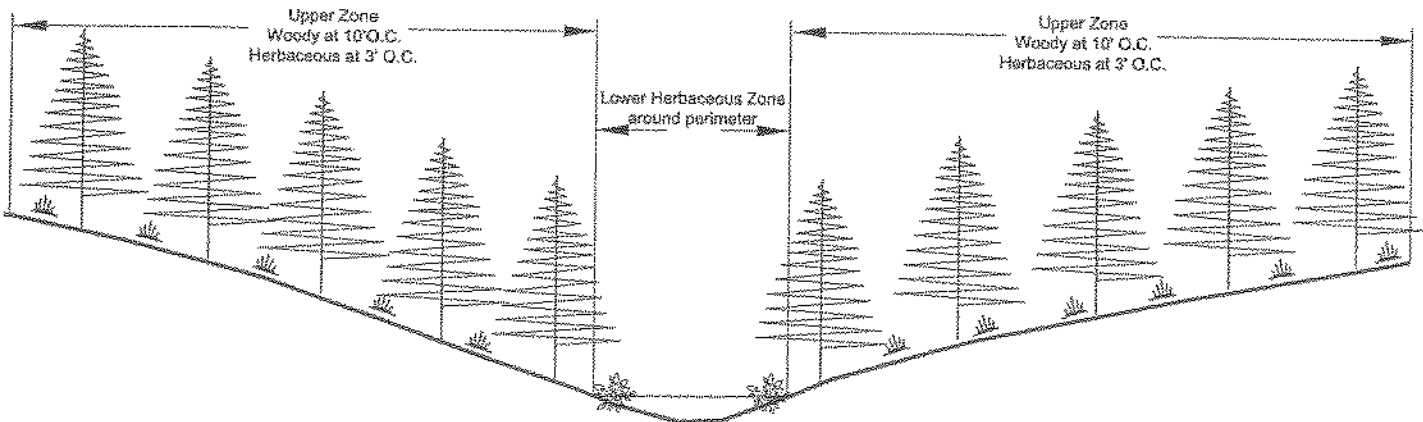 Upper Zone
Woody at 10'O.C.
Herbaceous at 3' O.C.
Lower Herbaceous Zone
around perimeter
Upper Zone
Woody at 10' O.C.
Herbaceous at 3' O.C.